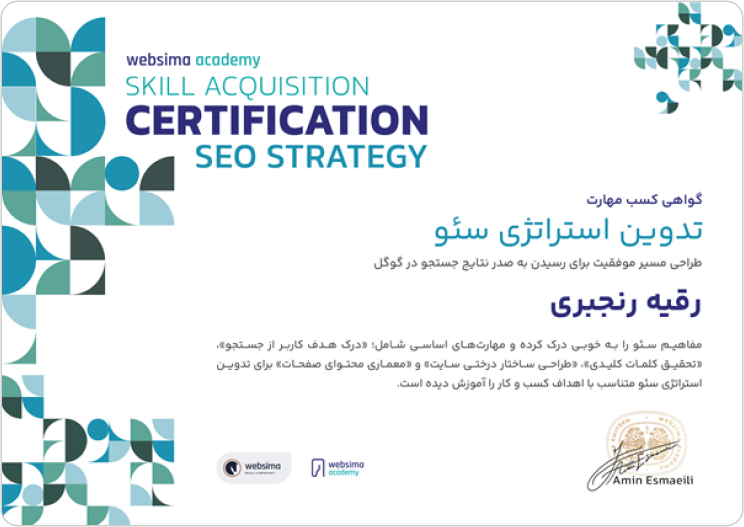 websima academy
SKILL ACQUISITION
CERTIFICATION
SEO STRATEGY
گواهی کسب مهارت
تدوین استراتژی سئو
طراحی مسیر موفقیت برای رسیدن به صدر نتایج جستجو در گوگل
رقیه رنجبری
مفاهیم سئو را به خوبی درک کرده و مهارت‌های اساسی شامل؛ «درک هدف کاربر از جستجو»،
«تحقیق کلمات کلیدی»، «طراحی ساختار درختی سایت» و «معماری محتوای صفحات» برای تدوین
استراتژی سئو متناسب با اهداف کسب و کار را آموزش دیده است.
websima
websima
academy
Amin Esmaeili